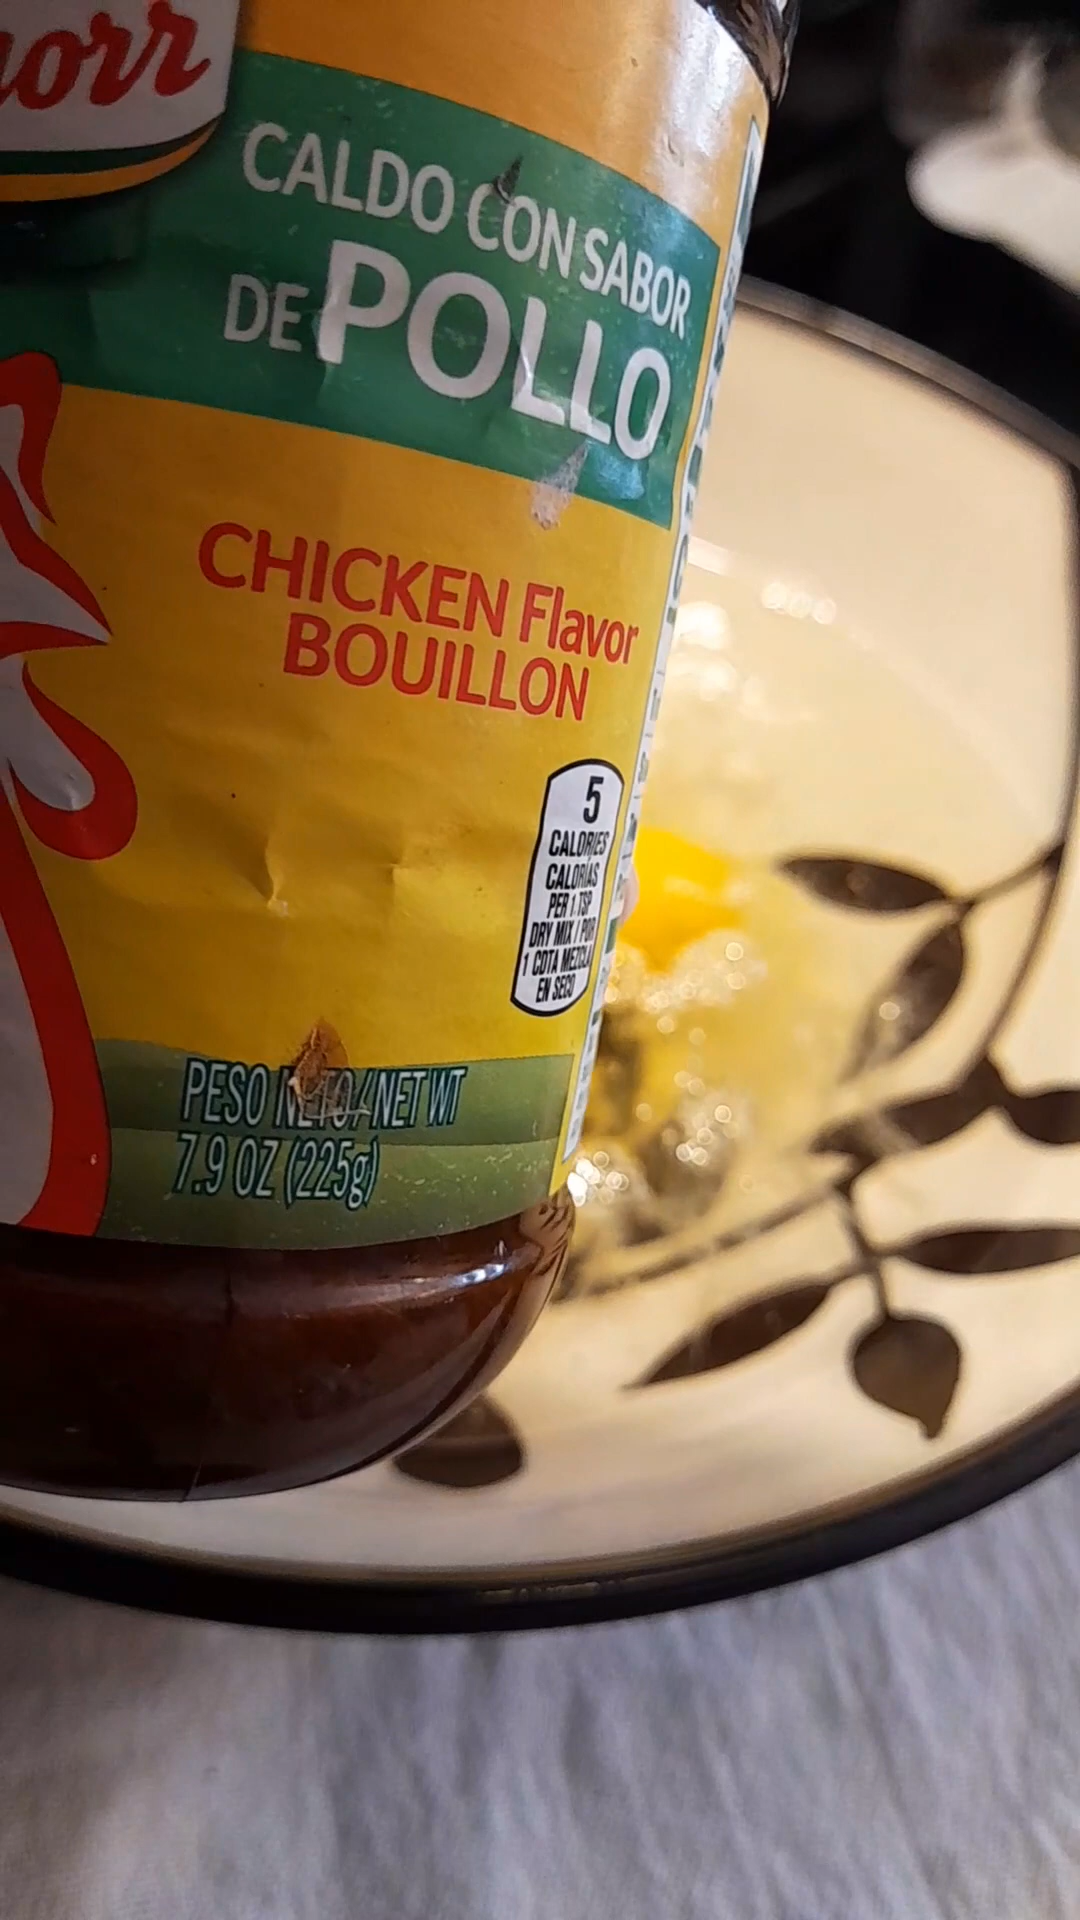 norr
CALDO CON SABOR
DE POLLO
CHICKEN Flavor
BOUILLON
5
CALORIES
CALORÍAS
PER 1 TSP
DRY MIX / POR
1 CDTA MEZCLA
EN SECO
PESO NETO / NET WT
7.9 OZ (225g)